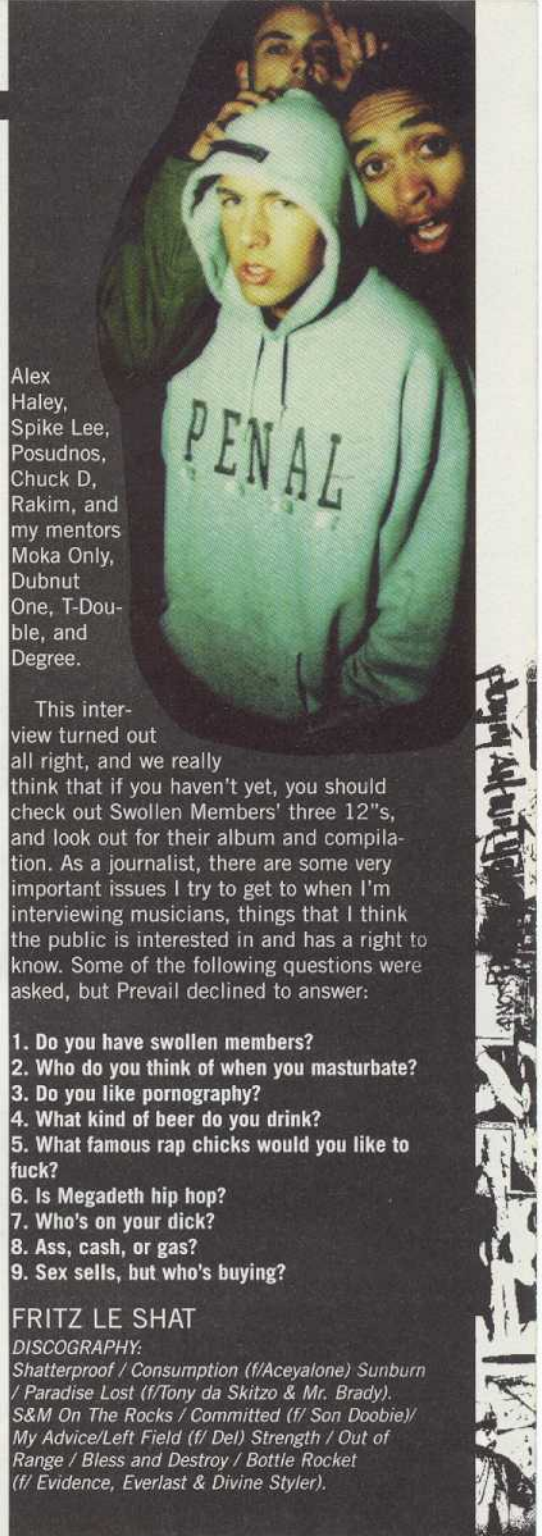 PENAL
Alex
Haley,
Spike Lee,
Posudnos,
Chuck D,
Rakim, and
my mentors
Moka Only,
Dubnut
One, T-Dou-
ble, and
Degree.
This inter-
view turned out
all right, and we really
think that if you haven't yet, you should
check out Swollen Members' three 12"s,
and look out for their album and compila-
tion. As a journalist, there are some very
important issues I try to get to when I'm
interviewing musicians, things that I think
the public is interested in and has a right to
know. Some of the following questions were
asked, but Prevail declined to answer:
1. Do you have swollen members?
2. Who do you think of when you masturbate?
3. Do you like pornography?
4. What kind of beer do you drink?
5. What famous rap chicks would you like to
fuck?
6. Is Megadeth hip hop?
7. Who's on your dick?
8. Ass, cash, or gas?
9. Sex sells, but who's buying?
FRITZ LE SHAT
DISCOGRAPHY:
Shatterproof / Consumption (f/Aceyalone) Sunburn
/ Paradise Lost (f/Tony da Skitzo & Mr. Brady).
S&M On The Rocks / Committed (f/ Son Doobie)/
My Advice/Left Field (f/ Del) Strength / Out of
Range / Bless and Destroy / Bottle Rocket
(f/ Evidence, Everlast & Divine Styler).